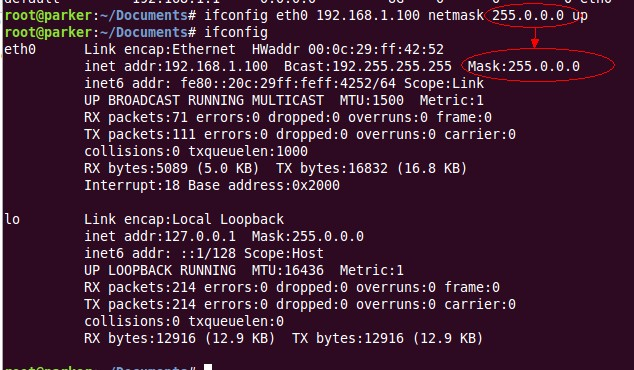 root@parker:~/Documents# ifconfig eth0 192.168.1.100 netmask 255.0.0.0 up
root@parker:~/Documents# ifconfig
eth0 Link encap:Ethernet HWaddr 00:0c:29:ff:42:52
inet addr:192.168.1.100 Bcast:192.255.255.255 Mask:255.0.0.0
inet6 addr: fe80::20c:29ff:feff:4252/64 Scope:Link
UP BROADCAST RUNNING MULTICAST MTU:1500 Metric:1
RX packets:71 errors:0 dropped:0 overruns:0 frame:0
TX packets:111 errors:0 dropped:0 overruns:0 carrier:0
collisions:0 txqueuelen:1000
RX bytes:5089 (5.0 KB) TX bytes:16832 (16.8 KB)
Interrupt:18 Base address:0x2000
lo Link encap:Local Loopback
inet addr:127.0.0.1 Mask:255.0.0.0
inet6 addr: ::1/128 Scope:Host
UP LOOPBACK RUNNING MTU:16436 Metric:1
RX packets:214 errors:0 dropped:0 overruns:0 frame:0
TX packets:214 errors:0 dropped:0 overruns:0 carrier:0
collisions:0 txqueuelen:0
RX bytes:12916 (12.9 KB) TX bytes:12916 (12.9 KB)
root@parker:~/Documents#